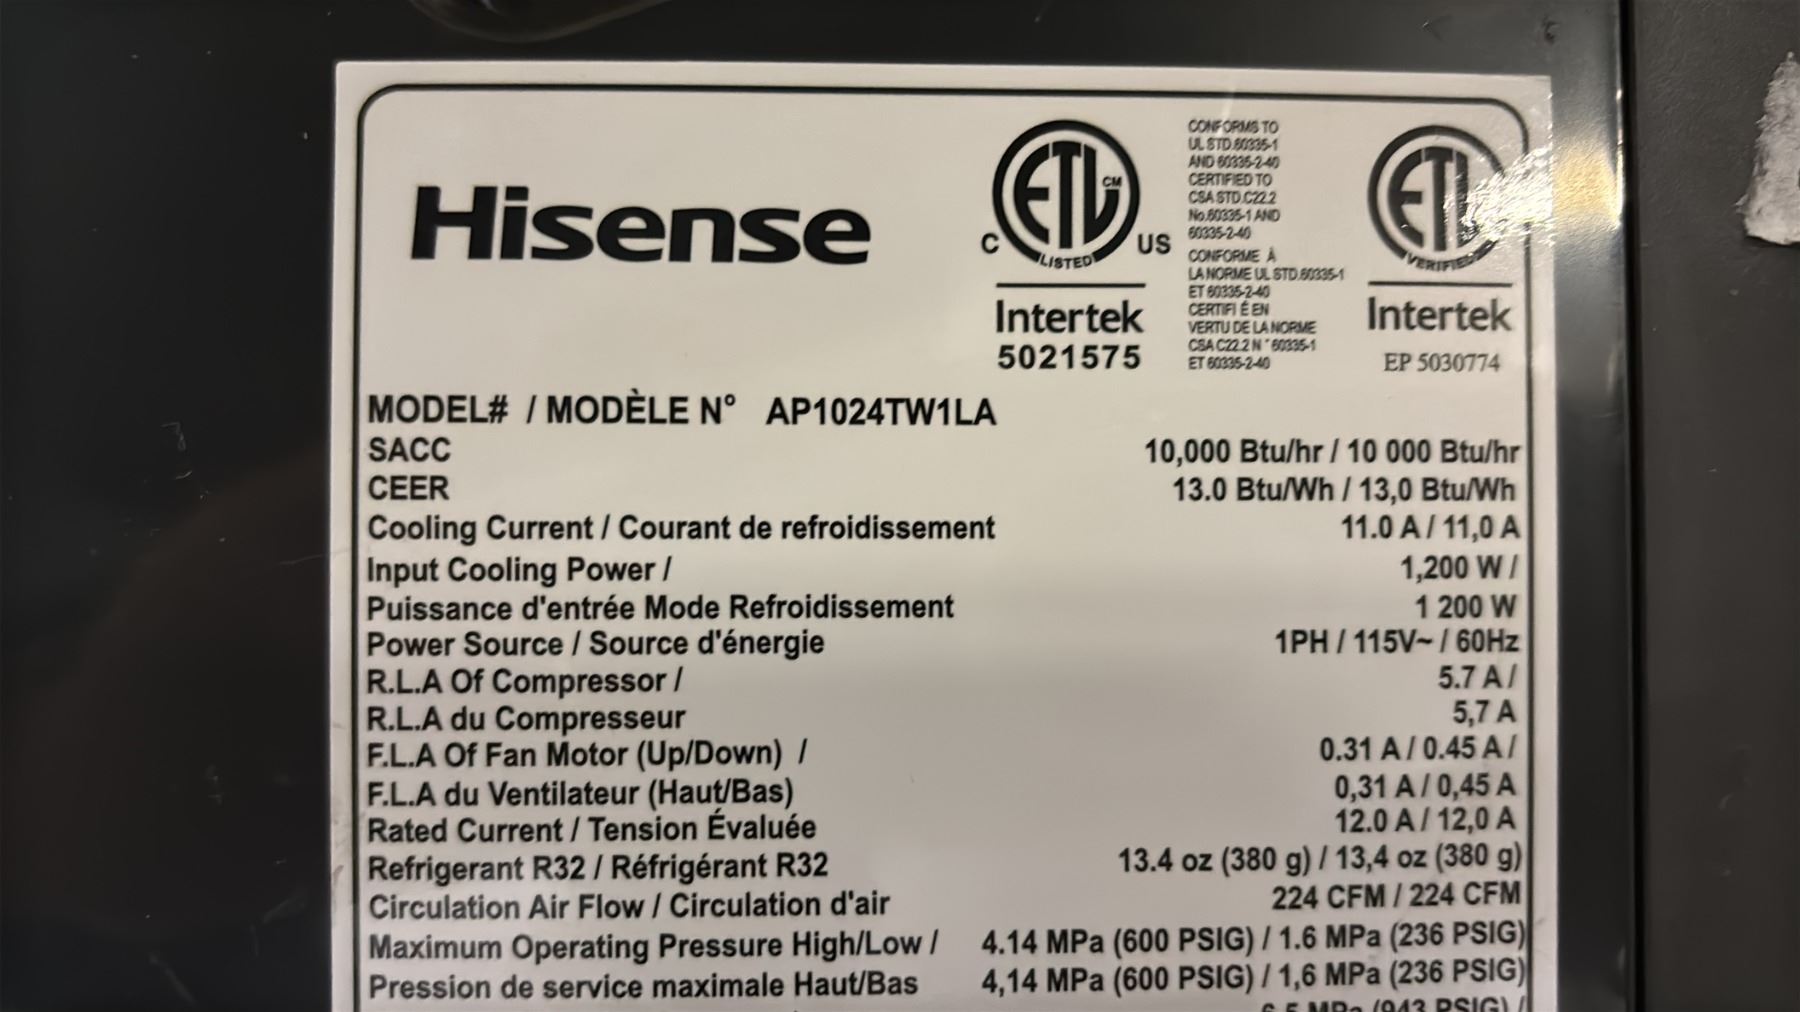 Hisense
ETL CM
C LISTED US
Intertek
5021575
CONFORMS TO
UL STD.60335-1
AND 60335-2-40
CERTIFIED TO
CSA STD.C22.2
No.60335-1 AND
60335-2-40
CONFORME À
LA NORME UL STD.60335-1
ET 60335-2-40
CERTIFI É EN
VERTU DE LA NORME
CSA C22.2 N ° 60335-1
ET 60335-2-40
ETL
VERIFIED
Intertek
EP 5030774
MODEL# / MODÈLE N° AP1024TW1LA
SACC 10,000 Btu/hr / 10 000 Btu/hr
CEER 13.0 Btu/Wh / 13,0 Btu/Wh
Cooling Current / Courant de refroidissement 11.0 A / 11,0 A
Input Cooling Power / 1,200 W /
Puissance d'entrée Mode Refroidissement 1 200 W
Power Source / Source d'énergie 1PH / 115V~ / 60Hz
R.L.A Of Compressor / 5.7 A /
R.L.A du Compresseur 5,7 A
F.L.A Of Fan Motor (Up/Down) / 0.31 A / 0.45 A /
F.L.A du Ventilateur (Haut/Bas) 0,31 A / 0,45 A
Rated Current / Tension Évaluée 12.0 A / 12,0 A
Refrigerant R32 / Réfrigérant R32 13.4 oz (380 g) / 13,4 oz (380 g)
Circulation Air Flow / Circulation d'air 224 CFM / 224 CFM
Maximum Operating Pressure High/Low / 4.14 MPa (600 PSIG) / 1.6 MPa (236 PSIG)
Pression de service maximale Haut/Bas 4,14 MPa (600 PSIG) / 1,6 MPa (236 PSIG)
6.5 MPa (943 PSIG) /